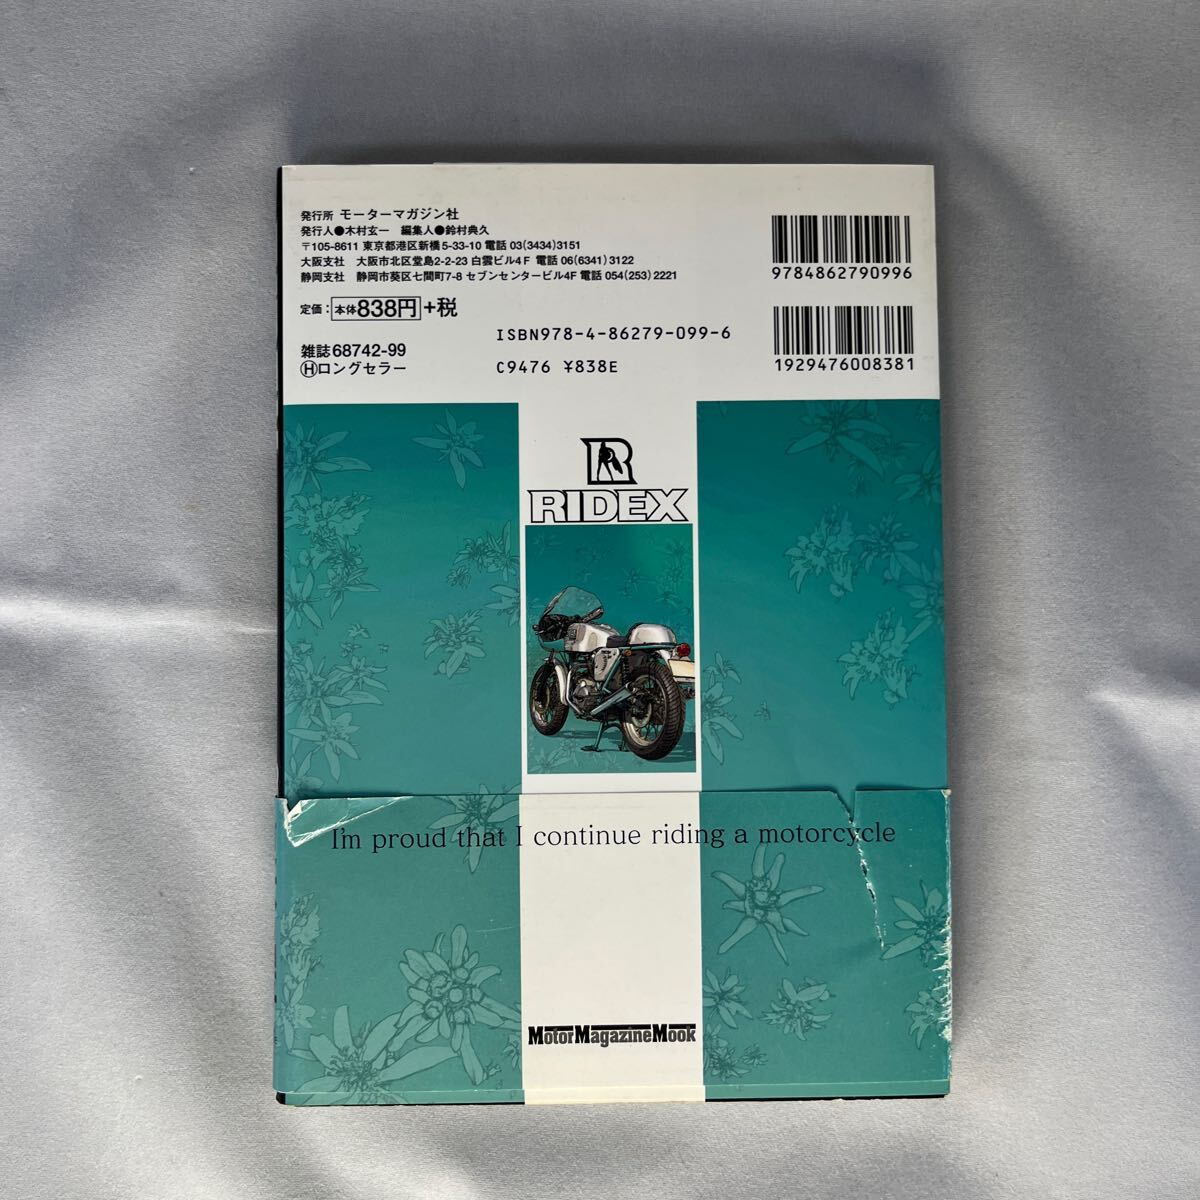 発行所 モーターマガジン社
発行人●木村玄一 編集人●鈴村典久
〒105-8611 東京都港区新橋5-33-10 電話 03(3434)3151
大阪支社 大阪市北区堂島2-2-23 白雲ビル4F 電話 06(6341)3122
静岡支社 静岡市葵区七間町7-8 セブンセンタービル4F 電話 054(253)2221
定価：本体838円+税
雑誌68742-99
Ⓗロングセラー
ISBN978-4-86279-099-6
C9476 ¥838E
9784862790996
1929476008381
R
RIDEX
I'm proud that I continue riding a motorcycle
MotorMagazineMook